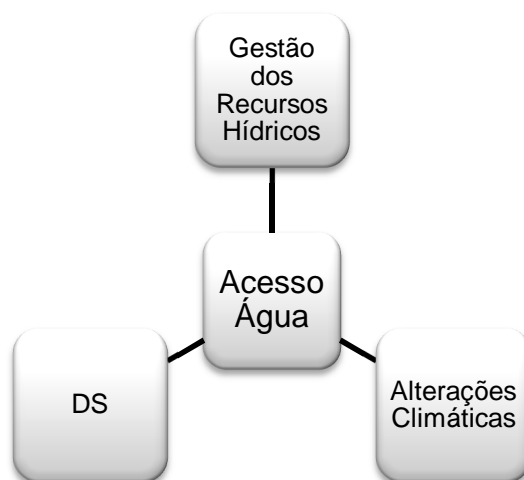 Gestão
dos
Recursos
Hídricos
Acesso
Água
DS
Alterações
Climáticas